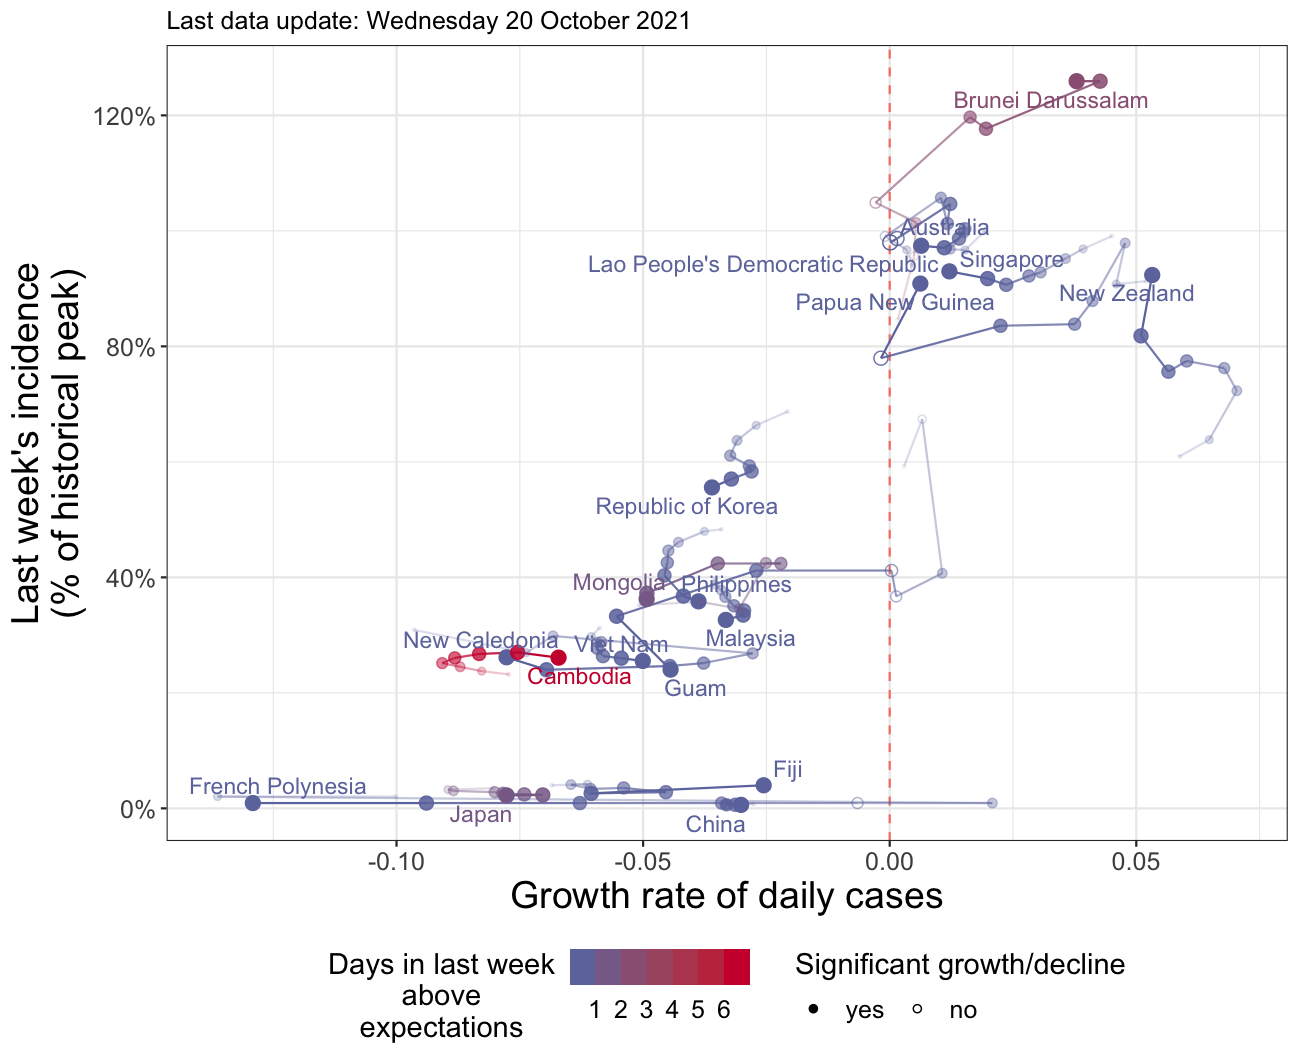 Last data update: Wednesday 20 October 2021
Last week's incidence
(% of historical peak)
120%
80%
40%
0%
Brunei Darussalam
Australia
Lao People's Democratic Republic
Singapore
Papua New Guinea
New Zealand
Republic of Korea
Mongolia
Philippines
Malaysia
New Caledonia
Viet Nam
Cambodia
Guam
Fiji
French Polynesia
Japan
China
-0.10
-0.05
0.00
0.05
Growth rate of daily cases
Days in last week
above
expectations
1 2 3 4 5 6
Significant growth/decline
yes
no